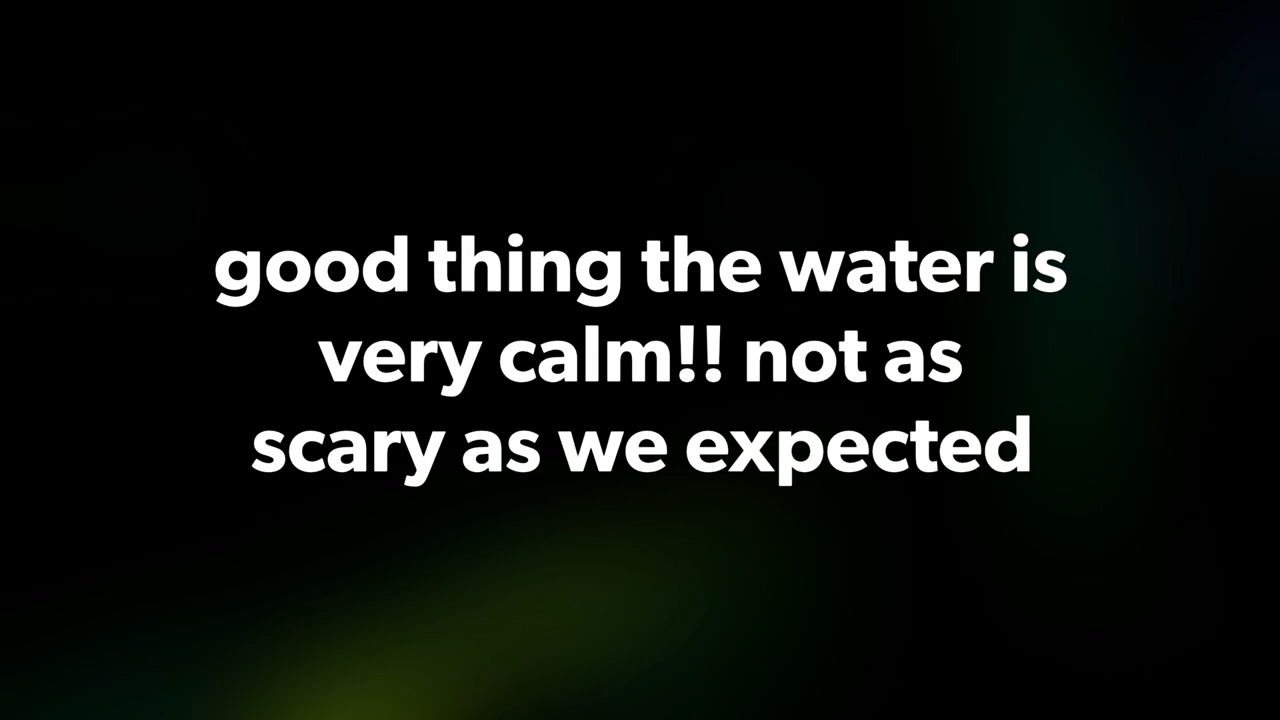 good thing the water is
very calm!! not as
scary as we expected